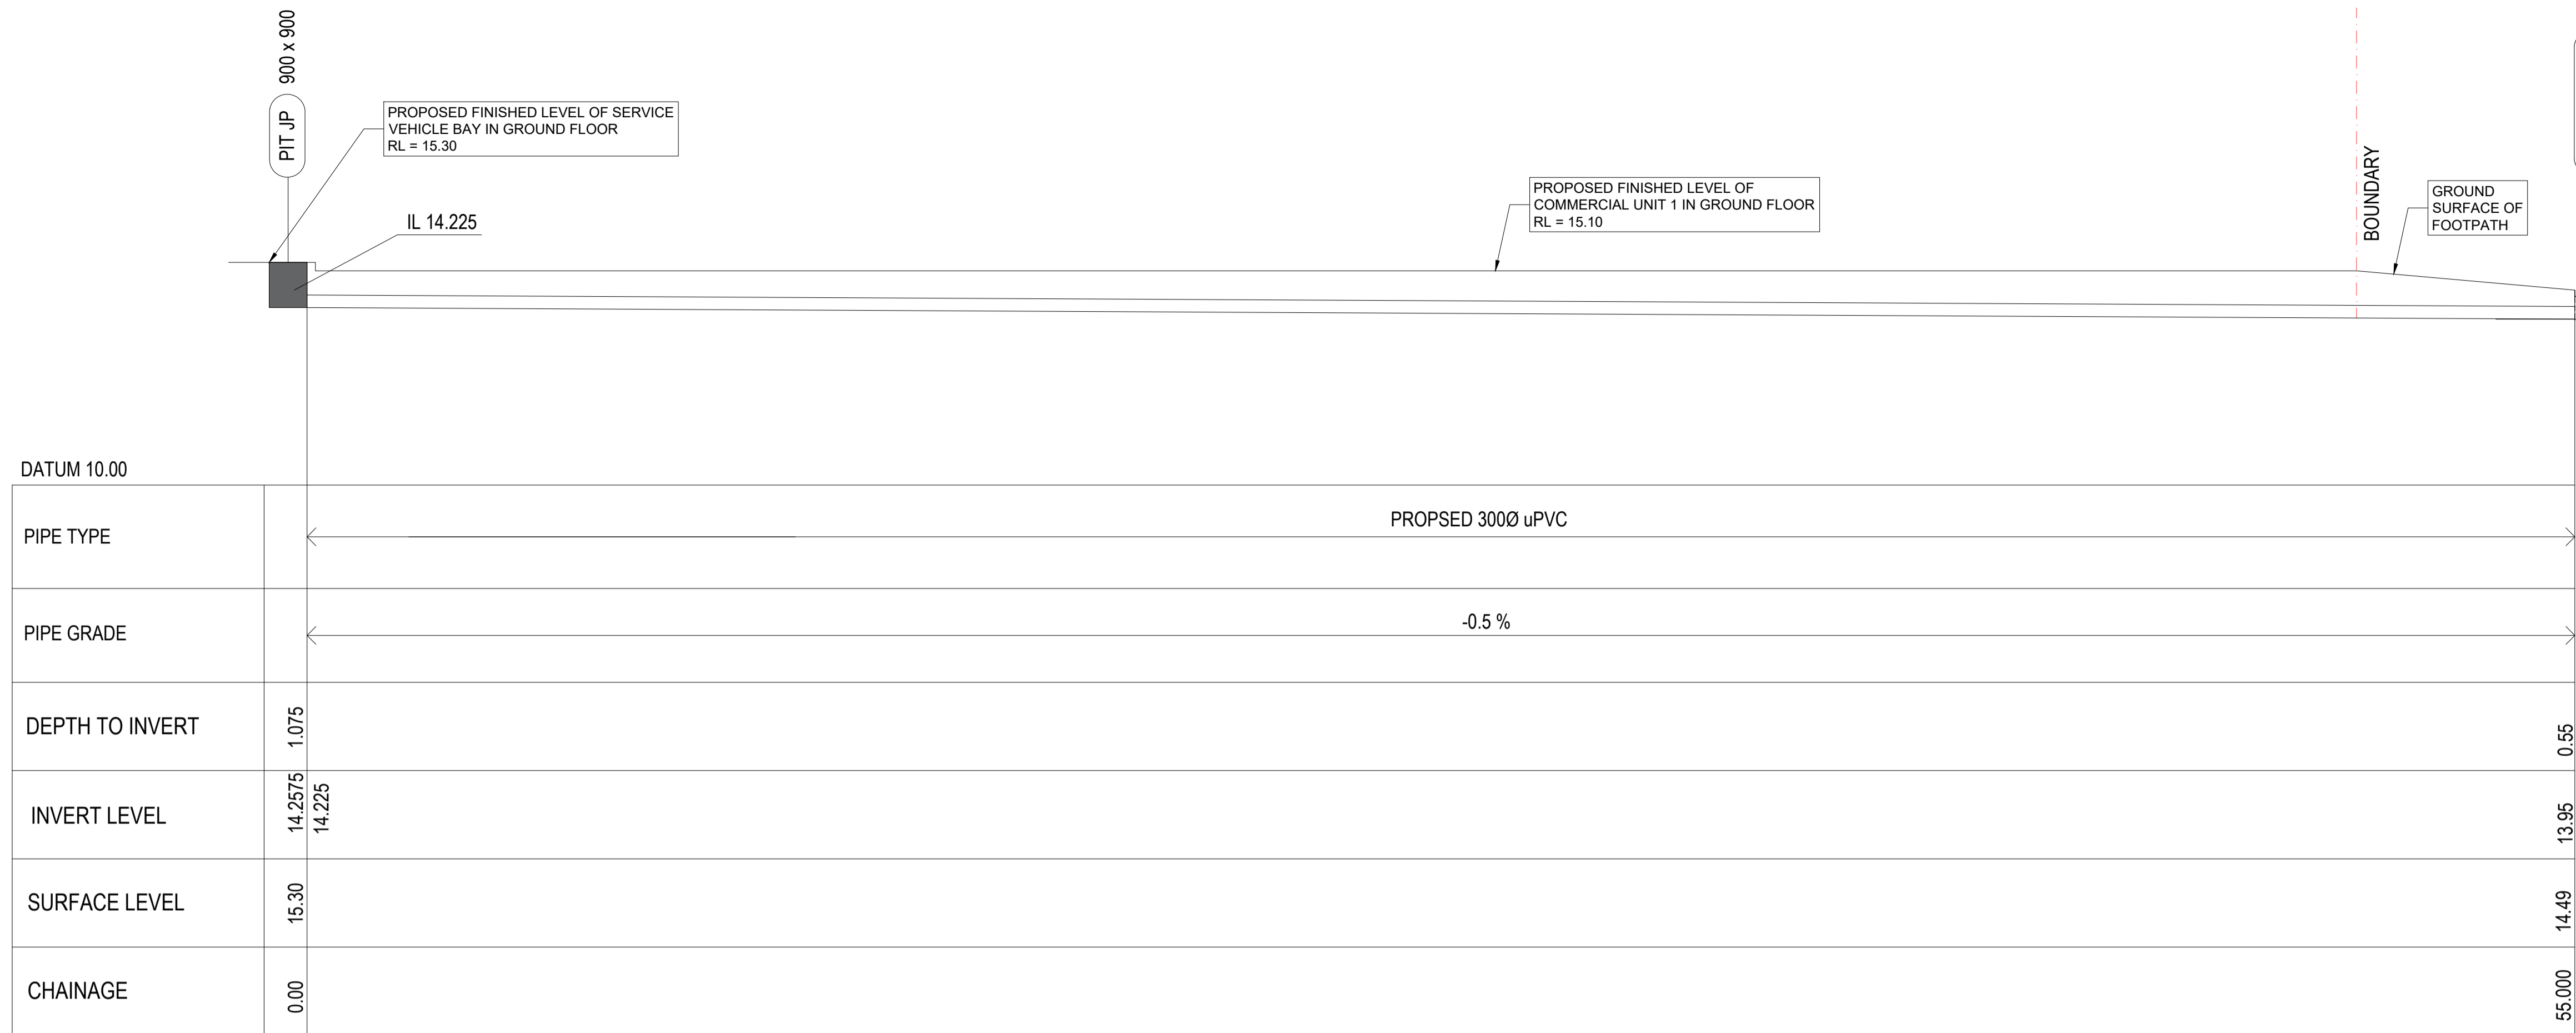 900 x 900
PIT JP
PROPOSED FINISHED LEVEL OF SERVICE
VEHICLE BAY IN GROUND FLOOR
RL = 15.30
IL 14.225
PROPOSED FINISHED LEVEL OF
COMMERCIAL UNIT 1 IN GROUND FLOOR
RL = 15.10
BOUNDARY
GROUND
SURFACE OF
FOOTPATH
DATUM 10.00
PIPE TYPE
PROPSED 300Ø uPVC
PIPE GRADE
-0.5 %
DEPTH TO INVERT
1.075
0.55
INVERT LEVEL
14.2575
14.225
13.95
SURFACE LEVEL
15.30
14.49
CHAINAGE
0.00
55.000